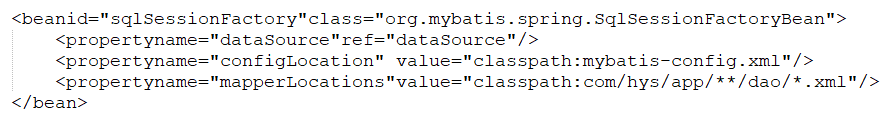 <beanid="sqlSessionFactory"class="org.mybatis.spring.SqlSessionFactoryBean">
    <propertyname="dataSource"ref="dataSource"/>
    <propertyname="configLocation" value="classpath:mybatis-config.xml"/>
    <propertyname="mapperLocations"value="classpath:com/hys/app/**/dao/*.xml"/>
</bean>